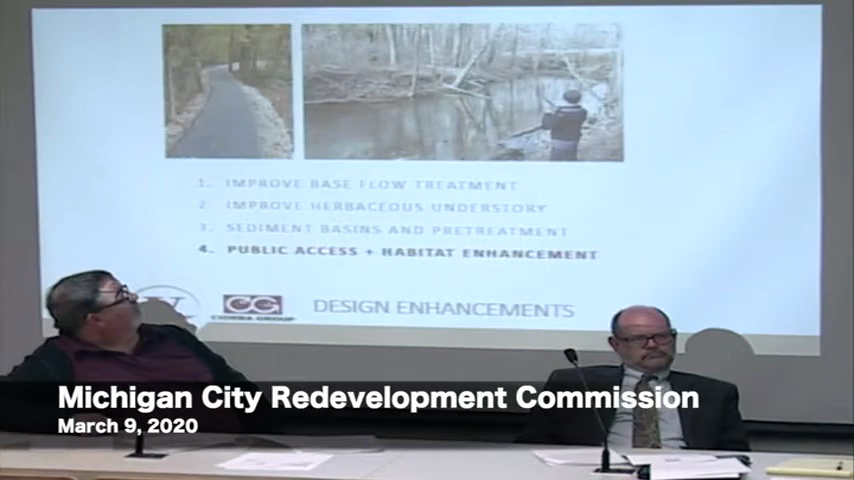 1. IMPROVE BASE FLOW TREATMENT
2. IMPROVE HERBACEOUS UNDERSTORY
3. SEDIMENT BASINS AND PRETREATMENT
4. PUBLIC ACCESS + HABITAT ENHANCEMENT
CG
CIORBA GROUP
DESIGN ENHANCEMENTS
Michigan City Redevelopment Commission
March 9, 2020